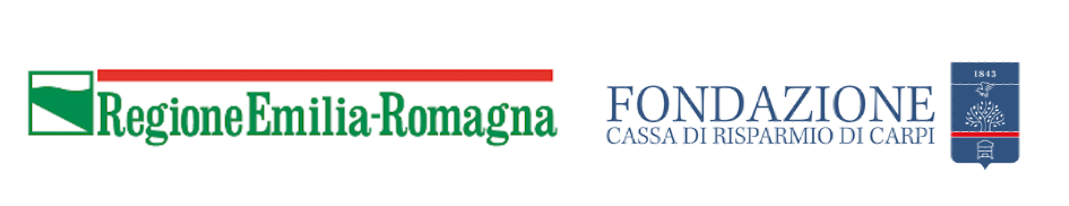 RegioneEmilia-Romagna
FONDAZIONE
CASSA DI RISPARMIO DI CARPI
1843